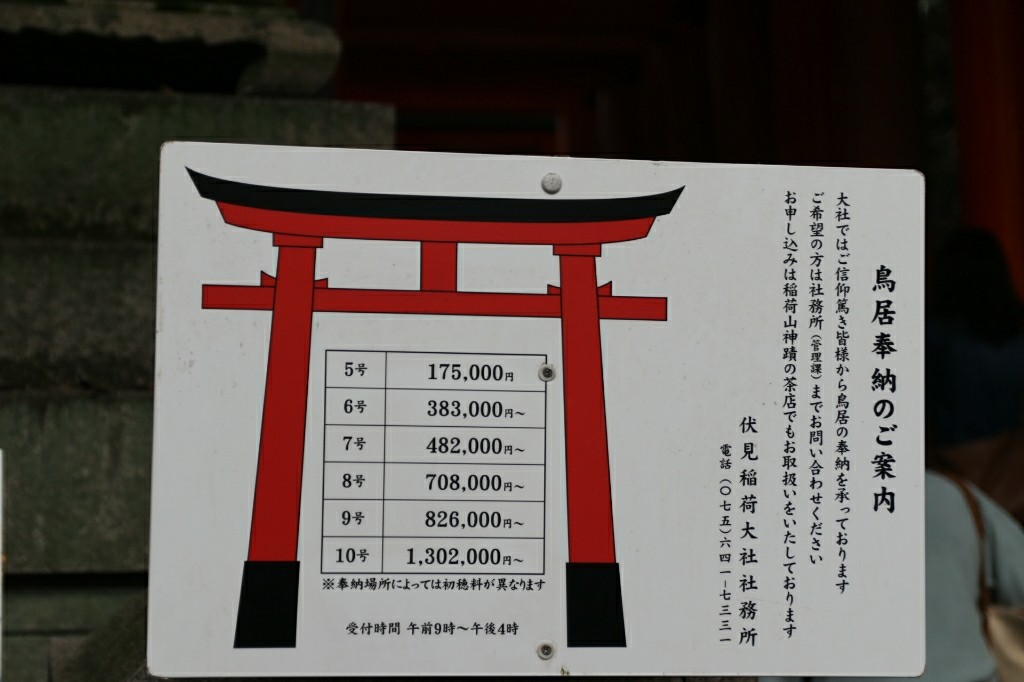 鳥居奉納のご案内
大社ではご信仰篤き皆様から鳥居の奉納を承っております
ご希望の方は社務所(管理課)までお問い合わせください
お申し込みは稲荷山神蹟の茶店でもお取扱いをいたしております
伏見稲荷大社社務所
電話(〇七五)六四一ー七三三一
5号 175,000円
6号 383,000円~
7号 482,000円~
8号 708,000円~
9号 826,000円~
10号 1,302,000円~
※奉納場所によっては初穂料が異なります
受付時間 午前9時~午後4時